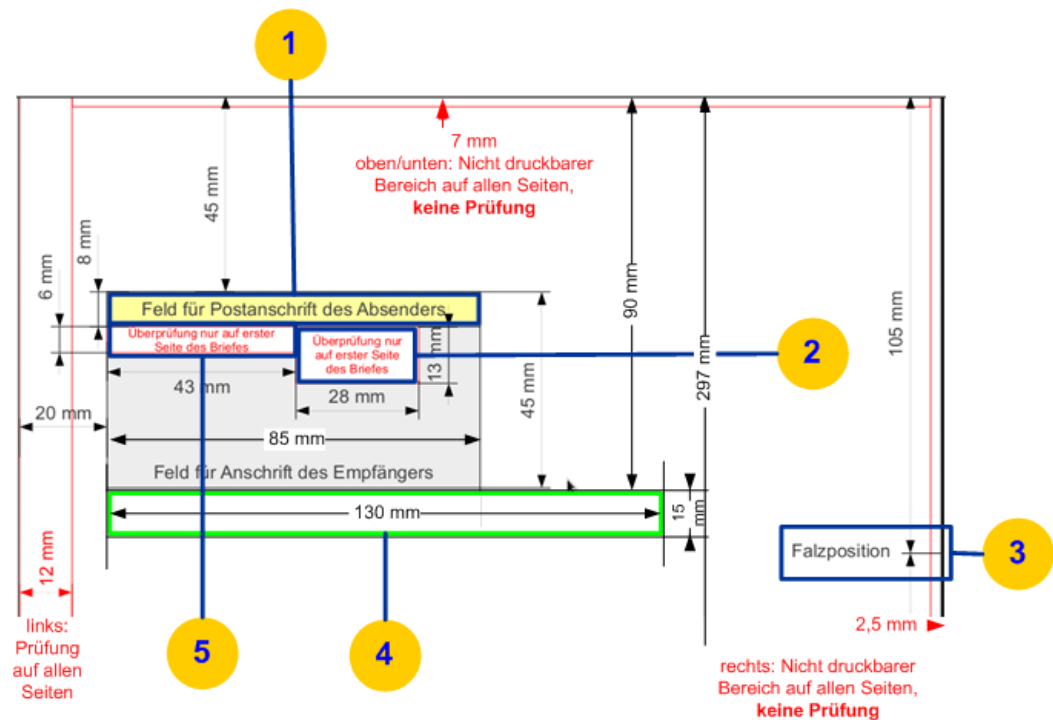 1
7 mm
oben/unten: Nicht druckbarer
Bereich auf allen Seiten,
keine Prüfung
45 mm
8 mm
6 mm
90 mm
297 mm
105 mm
Feld für Postanschrift des Absenders
Überprüfung nur auf erster
Seite des Briefes
Überprüfung nur
auf erster Seite
des Briefes
13 mm
2
43 mm
28 mm
45 mm
20 mm
85 mm
Feld für Anschrift des Empfängers
130 mm
15
mm
Falzposition
3
12 mm
links:
Prüfung
auf allen
Seiten
5
4
2,5 mm
rechts: Nicht druckbarer
Bereich auf allen Seiten,
keine Prüfung